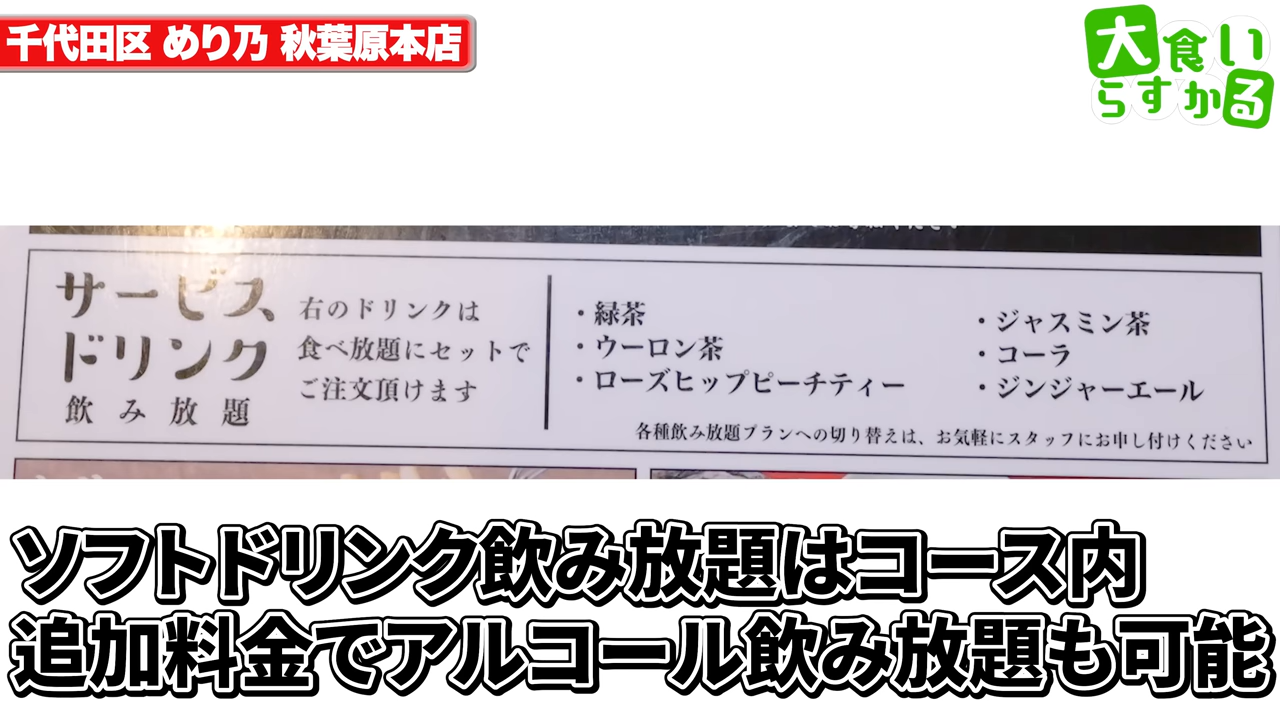 千代田区 めり乃 秋葉原本店
大食い
らすかる
サービス
ドリンク
飲み放題
右のドリンクは
食べ放題にセットで
ご注文頂けます
・緑茶
・ウーロン茶
・ローズヒップピーチティー
・ジャスミン茶
・コーラ
・ジンジャーエール
各種飲み放題プランへの切り替えは、お気軽にスタッフにお申し付けください
ソフトドリンク飲み放題はコース内
追加料金でアルコール飲み放題も可能